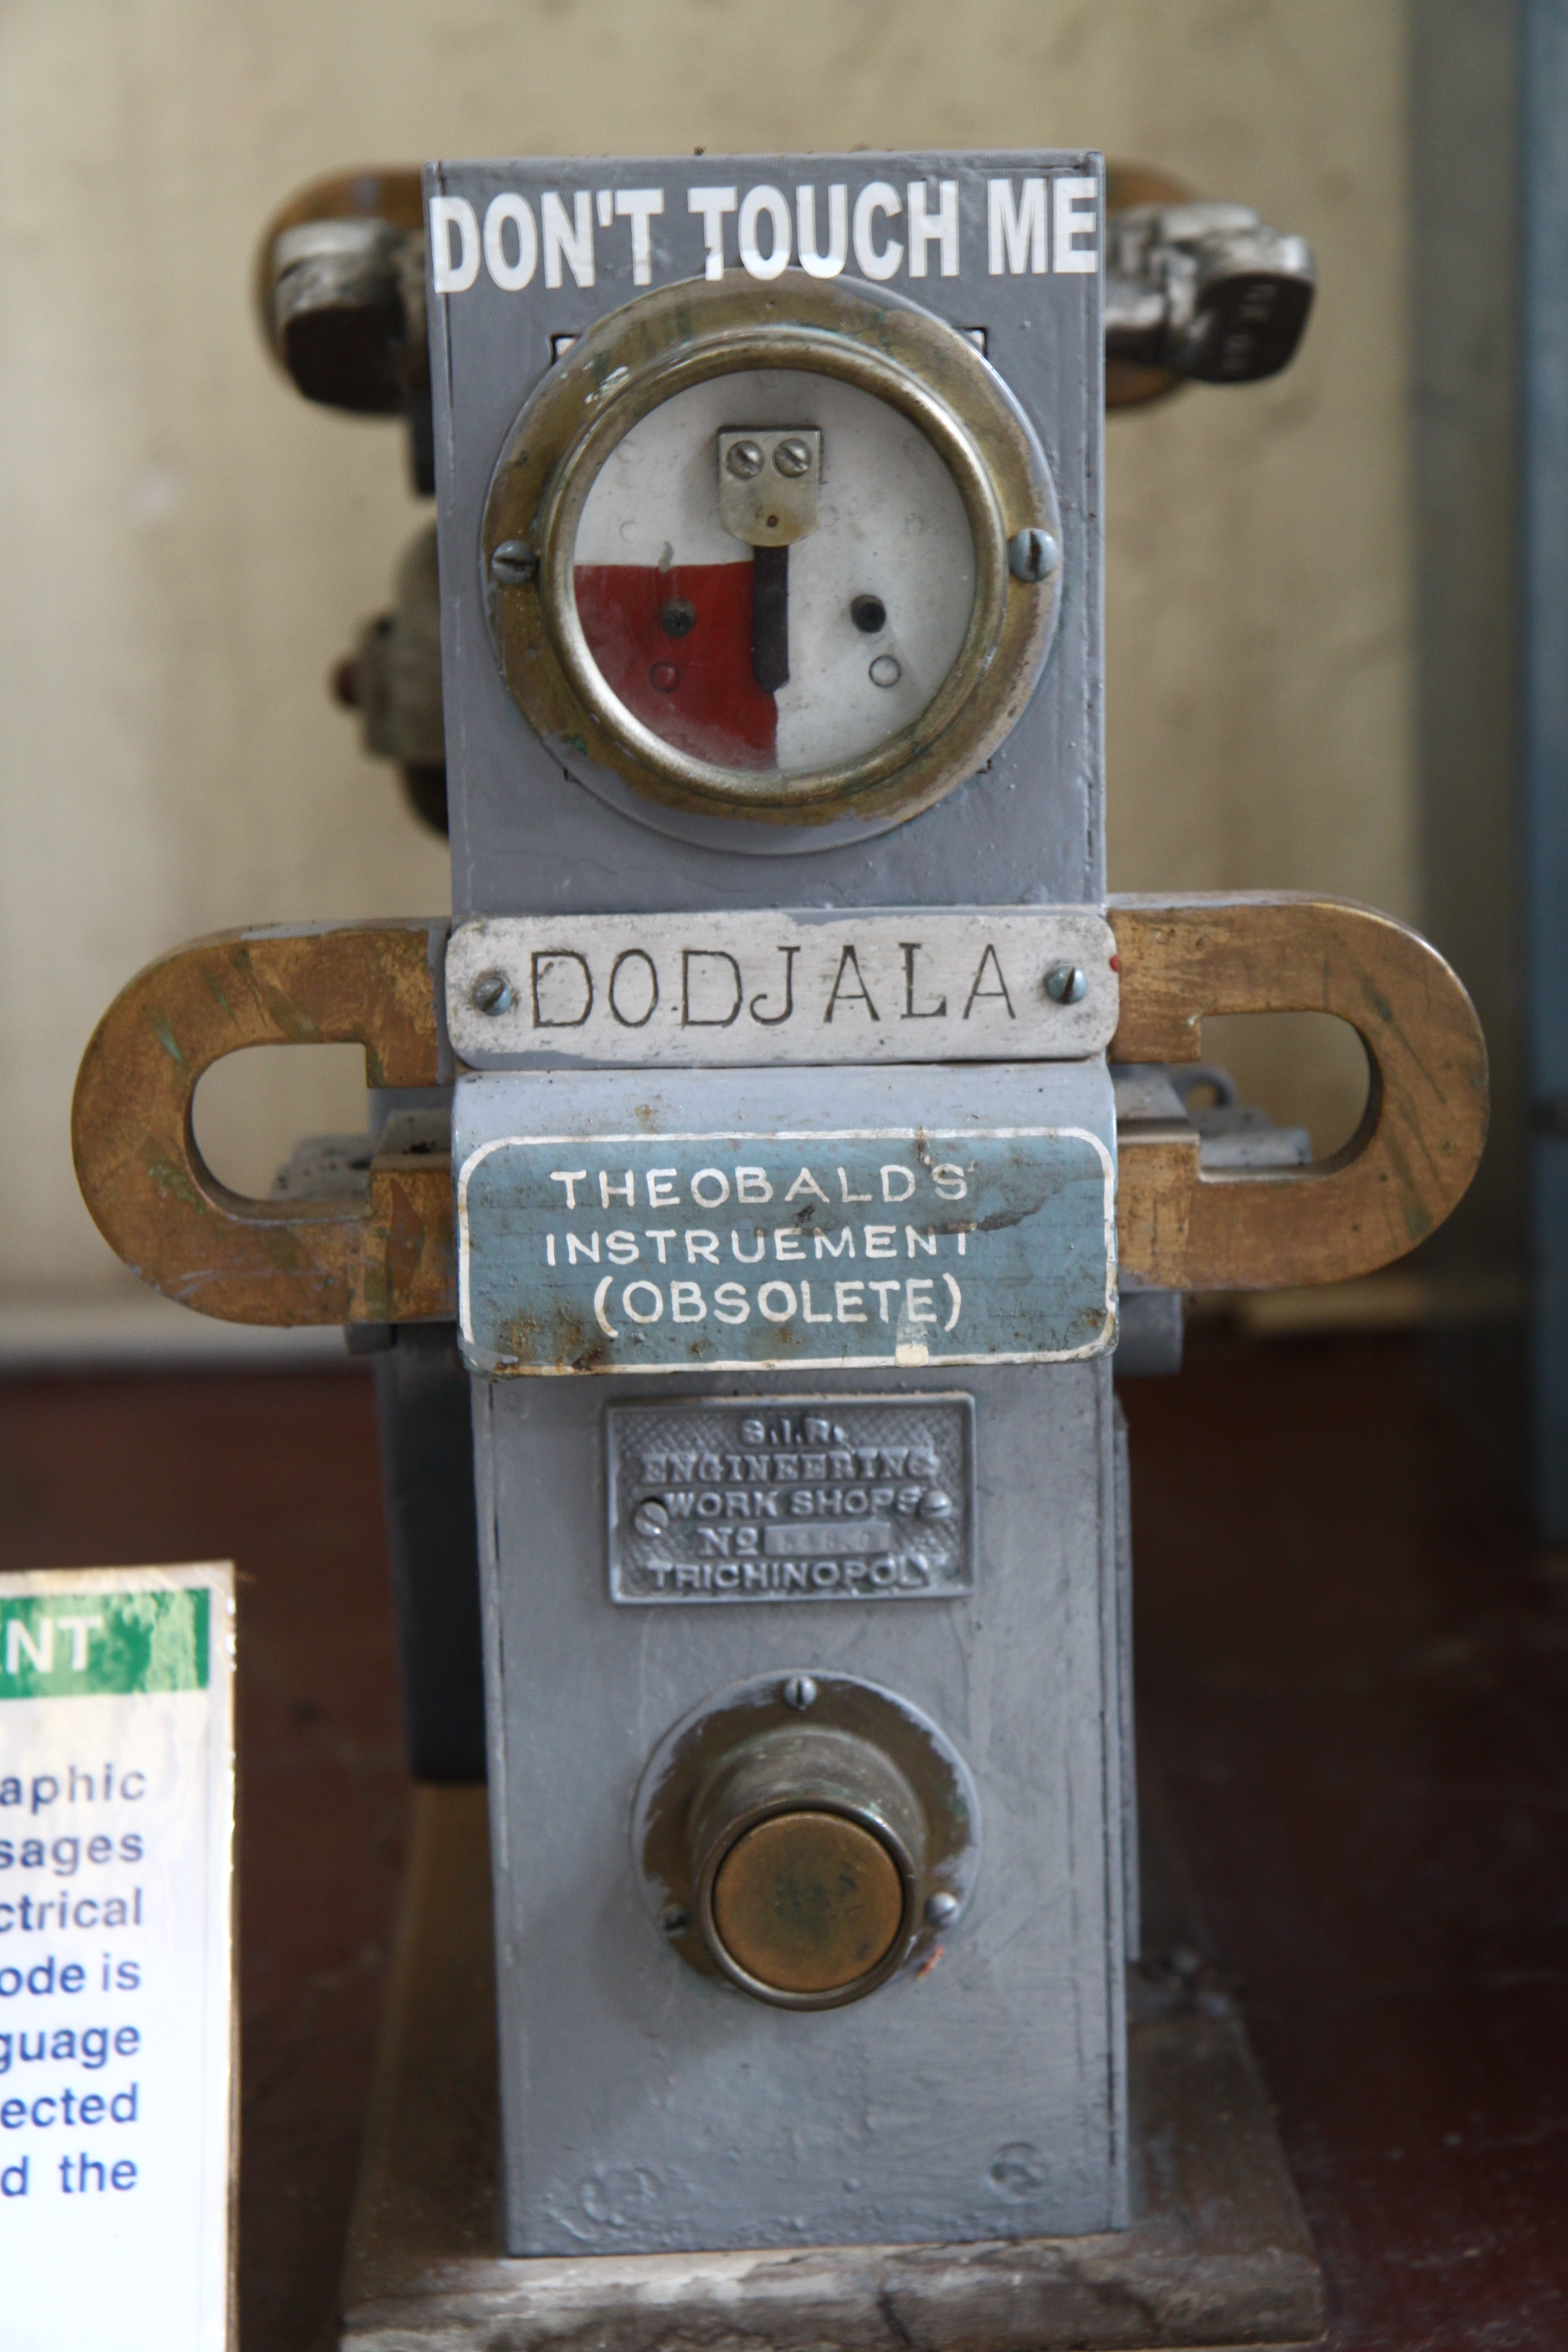 DON'T TOUCH ME
DODJALA
THEOBALD'S
INSTRUEMENT
(OBSOLETE)
S.I.R.
ENGINEERING
WORK SHOPS
No
TRICHINOPOLY
ENT
aphic
sages
ctrical
ode is
guage
ected
d the